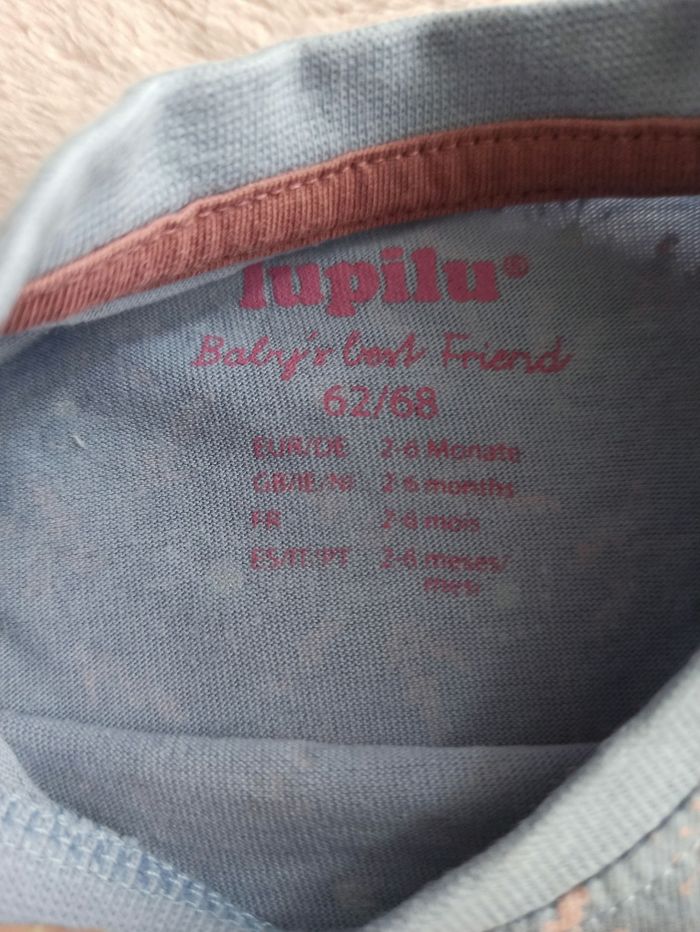 lupilu®
Baby's best Friend
62/68
EUR/DE 2-6 Monate
GB/IE/NI 2-6 months
FR 2-6 mois
ES/IT/PT 2-6 meses/
mesi